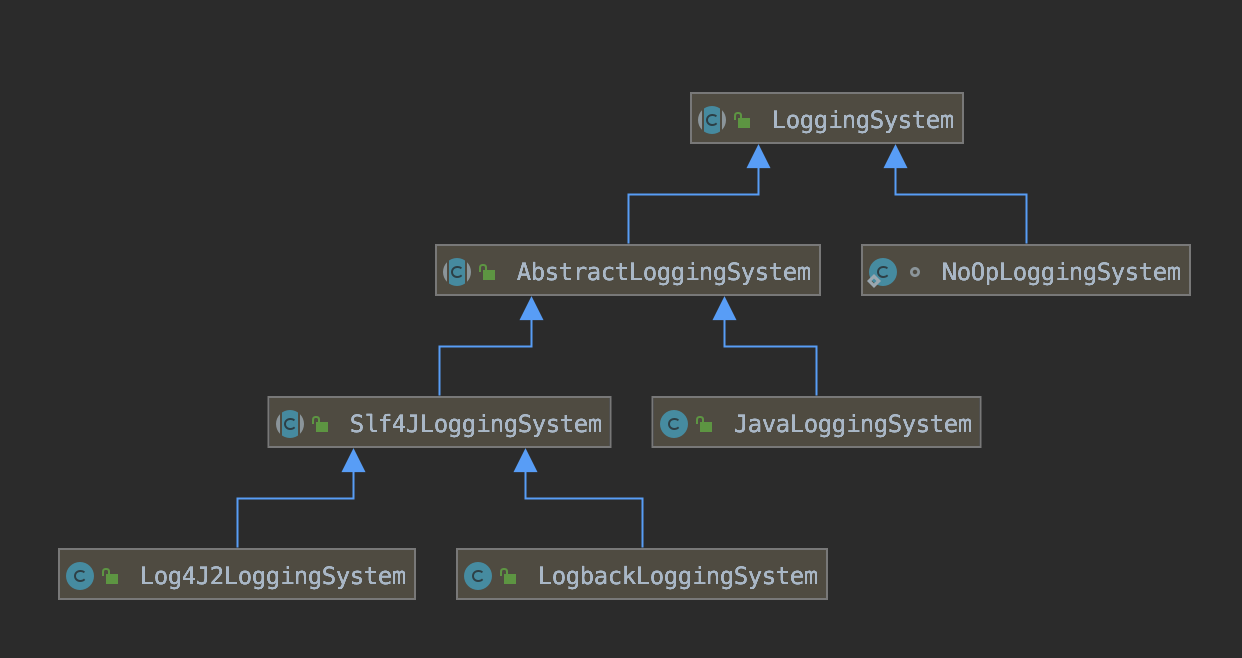 LoggingSystem
AbstractLoggingSystem
NoOpLoggingSystem
Slf4JLoggingSystem
JavaLoggingSystem
Log4J2LoggingSystem
LogbackLoggingSystem